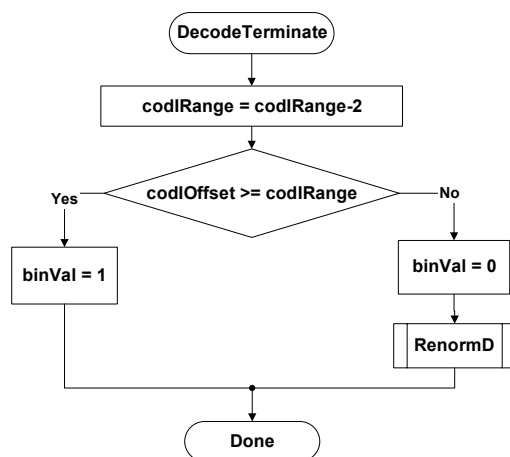 DecodeTerminate
codIRange = codIRange-2
codIOffset >= codIRange
Yes
No
binVal = 1
binVal = 0
RenormD
Done